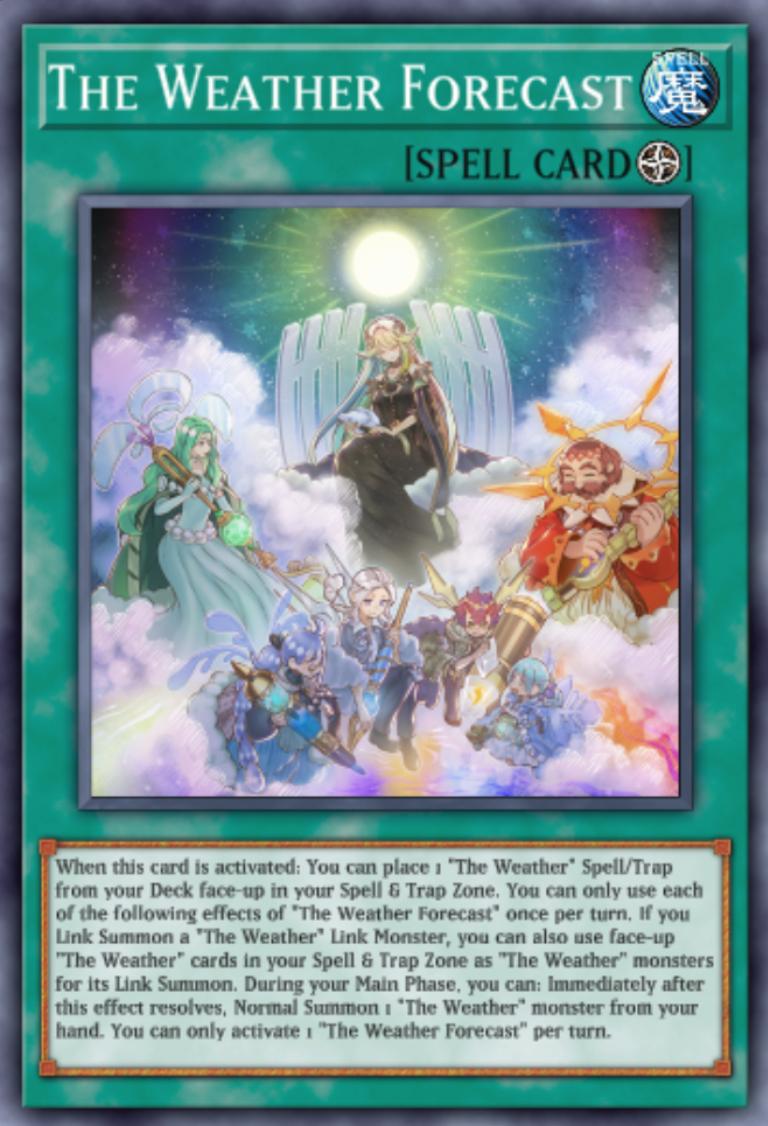 THE WEATHER FORECAST
SPELL
魔
[SPELL CARD]
When this card is activated: You can place 1 "The Weather" Spell/Trap
from your Deck face-up in your Spell & Trap Zone. You can only use each
of the following effects of "The Weather Forecast" once per turn. If you
Link Summon a "The Weather" Link Monster, you can also use face-up
"The Weather" cards in your Spell & Trap Zone as "The Weather" monsters
for its Link Summon. During your Main Phase, you can: Immediately after
this effect resolves, Normal Summon 1 "The Weather" monster from your
hand. You can only activate 1 "The Weather Forecast" per turn.